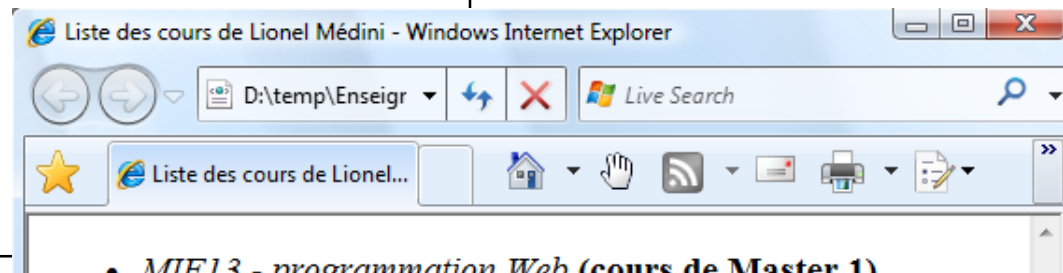 Liste des cours de Lionel Médini - Windows Internet Explorer
D:\temp\Enseigr
Live Search
Liste des cours de Lionel...
»
• MIF13 - programmation Web (cours de Master 1)